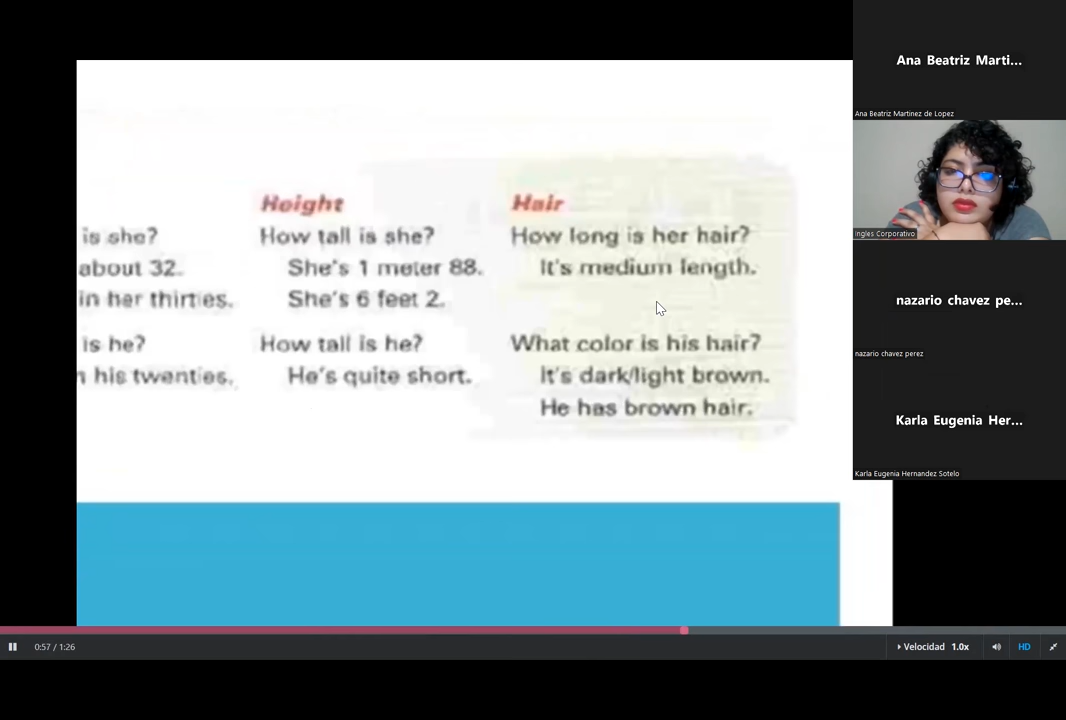 Ana Beatriz Marti...
Ana Beatriz Martinez de Lopez
Ingles Corporativo
nazario chavez pe...
nazario chavez perez
Karla Eugenia Her...
Karla Eugenia Hernandez Sotelo
is she?
about 32.
in her thirties.
is he?
his twenties.
Height
How tall is she?
She's 1 meter 88.
She's 6 feet 2.
How tall is he?
He's quite short.
Hair
How long is her hair?
It's medium length.
What color is his hair?
It's dark/light brown.
He has brown hair.
0:57 / 1:26
Velocidad 1.0x
HD